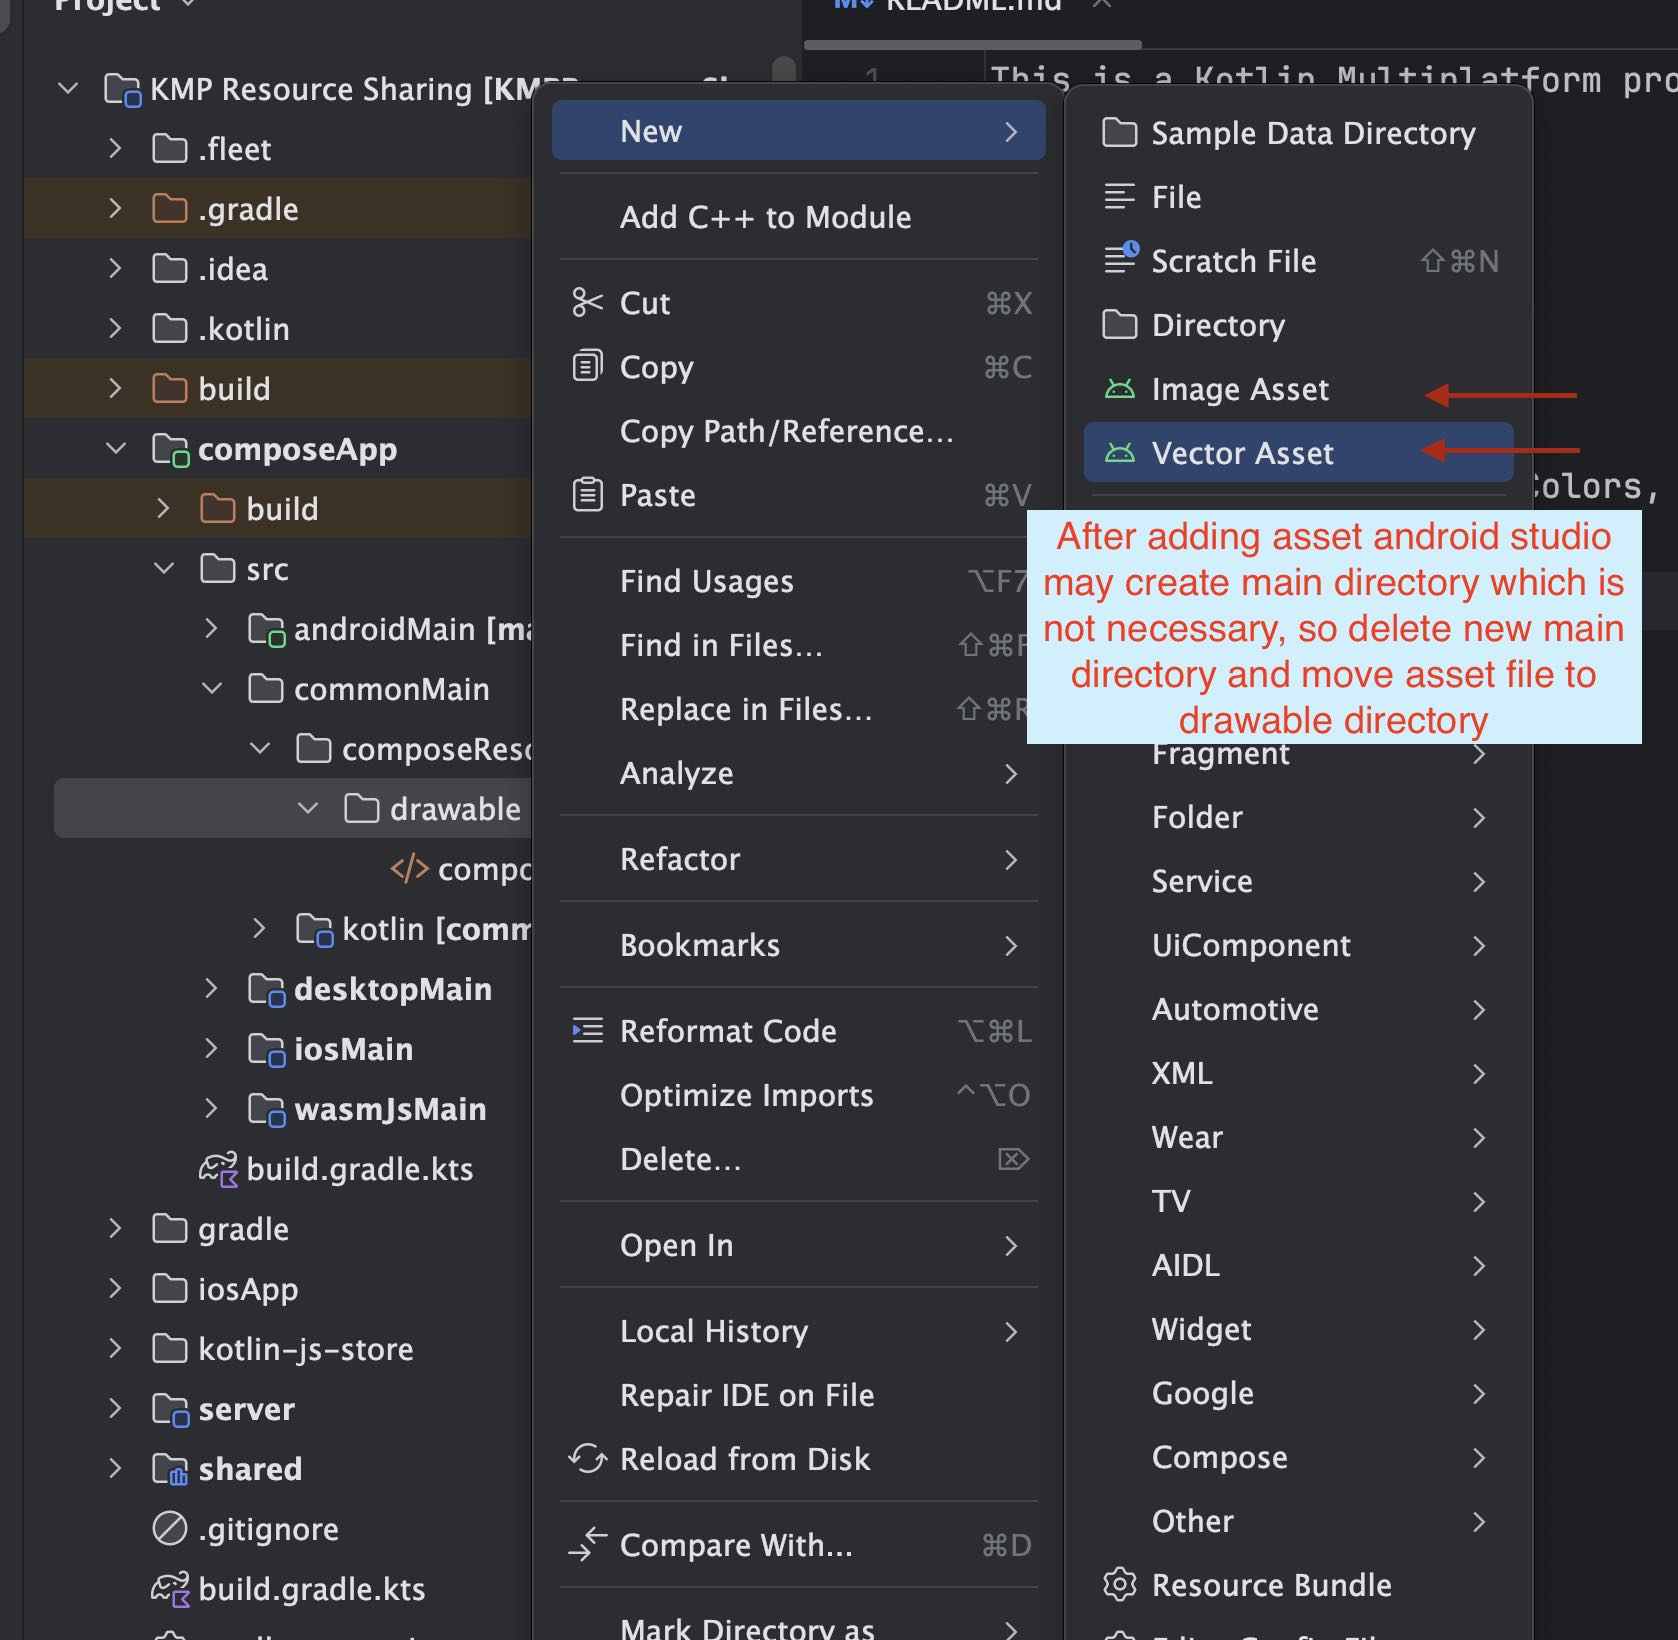 Project
README.md
KMP Resource Sharing
1
This is a Kotlin Multiplatform
.fleet
.gradle
.idea
.kotlin
build
composeApp
build
src
androidMain
commonMain
drawable
kotlin
desktopMain
iosMain
wasmJsMain
build.gradle.kts
gradle
iosApp
kotlin-js-store
server
shared
.gitignore
build.gradle.kts
New
Add C++ to Module
Cut ⌘X
Copy ⌘C
Copy Path/Reference...
Paste ⌘V
Find Usages ⌥F7
Find in Files... ⇧⌘F
Replace in Files... ⇧⌘R
Analyze
Refactor
Bookmarks
Reformat Code ⌥⌘L
Optimize Imports ^⌥O
Delete... ⌦
Open In
Local History
Repair IDE on File
Reload from Disk
Compare With... ⌘D
Mark Directory as
Sample Data Directory
File
Scratch File ⇧⌘N
Directory
Image Asset
Vector Asset
Colors,
After adding asset android studio
may create main directory which is
not necessary, so delete new main
directory and move asset file to
drawable directory
Fragment
Folder
Service
UiComponent
Automotive
XML
Wear
TV
AIDL
Widget
Google
Compose
Other
Resource Bundle